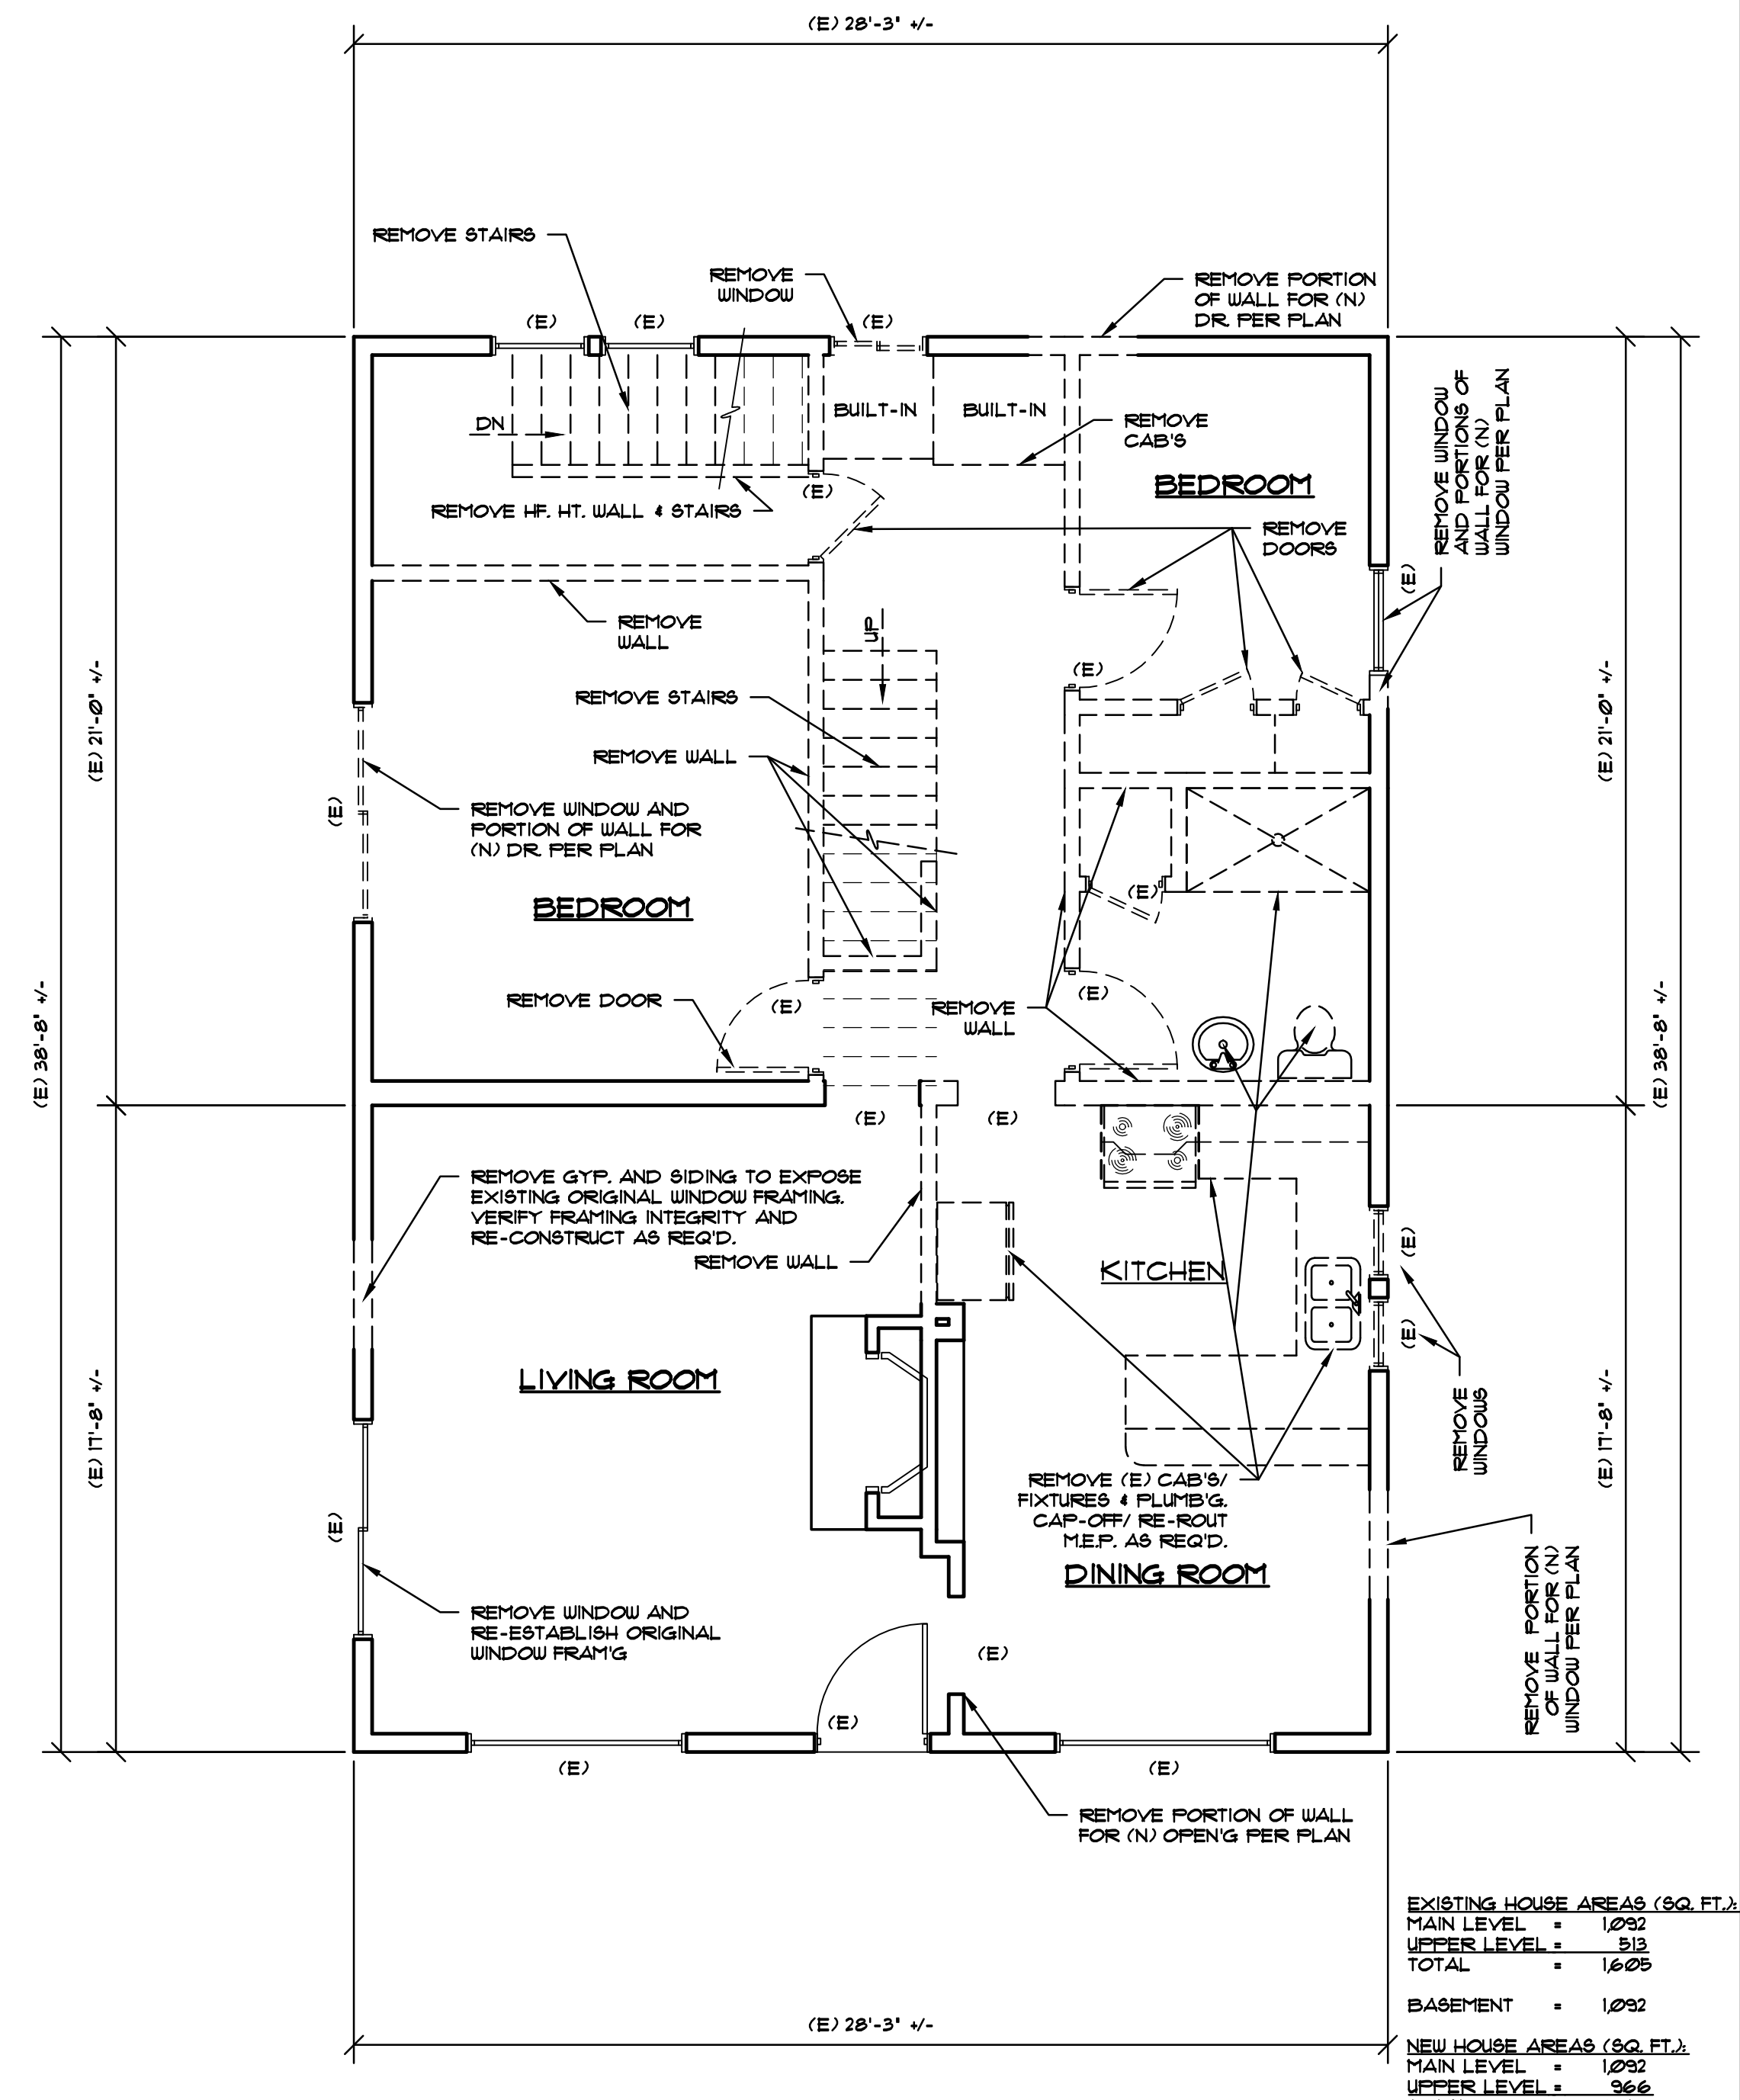 (E) 28'-3" +/-
REMOVE STAIRS
REMOVE
WINDOW
REMOVE PORTION
OF WALL FOR (N)
DR. PER PLAN
(E)
(E)
(E)
DN
BUILT-IN
BUILT-IN
REMOVE
CAB'S
REMOVE WINDOW
AND PORTIONS OF
WALL FOR (N)
WINDOW PER PLAN
BEDROOM
(E)
REMOVE HF. HT. WALL & STAIRS
REMOVE
DOORS
(E)
REMOVE
WALL
UP
(E)
REMOVE STAIRS
(E) 21'-0" +/-
(E) 21'-0" +/-
REMOVE WALL
(E)
REMOVE WINDOW AND
PORTION OF WALL FOR
(N) DR. PER PLAN
(E)
BEDROOM
REMOVE DOOR
(E)
(E)
REMOVE
WALL
(E) 38'-8" +/-
(E) 38'-8" +/-
(E)
(E)
REMOVE GYP. AND SIDING TO EXPOSE
EXISTING ORIGINAL WINDOW FRAMING.
VERIFY FRAMING INTEGRITY AND
RE-CONSTRUCT AS REQ'D.
REMOVE WALL
KITCHEN
(E)
(E)
LIVING ROOM
REMOVE
WINDOWS
(E) 17'-8" +/-
(E) 17'-8" +/-
REMOVE (E) CAB'S/
FIXTURES & PLUMB'G.
CAP-OFF/ RE-ROUT
M.E.P. AS REQ'D.
(E)
DINING ROOM
REMOVE PORTION
OF WALL FOR (N)
WINDOW PER PLAN
REMOVE WINDOW AND
RE-ESTABLISH ORIGINAL
WINDOW FRAM'G
(E)
(E)
(E)
(E)
REMOVE PORTION OF WALL
FOR (N) OPEN'G PER PLAN
EXISTING HOUSE AREAS (SQ. FT.):
MAIN LEVEL = 1,092
UPPER LEVEL = 513
TOTAL = 1,605
BASEMENT = 1,092
(E) 28'-3" +/-
NEW HOUSE AREAS (SQ. FT.):
MAIN LEVEL = 1,092
UPPER LEVEL = 966